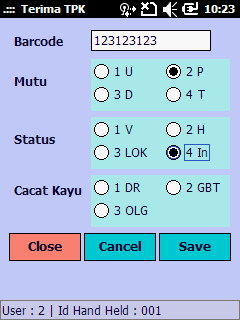 .::: Terima TPK 10:23
Barcode 123123123
Mutu 1 U 2 P
3 D 4 T
Status 1 V 2 H
3 LOK 4 In
Cacat Kayu 1 DR 2 GBT
3 OLG
Close Cancel Save
User : 2 | Id Hand Held : 001